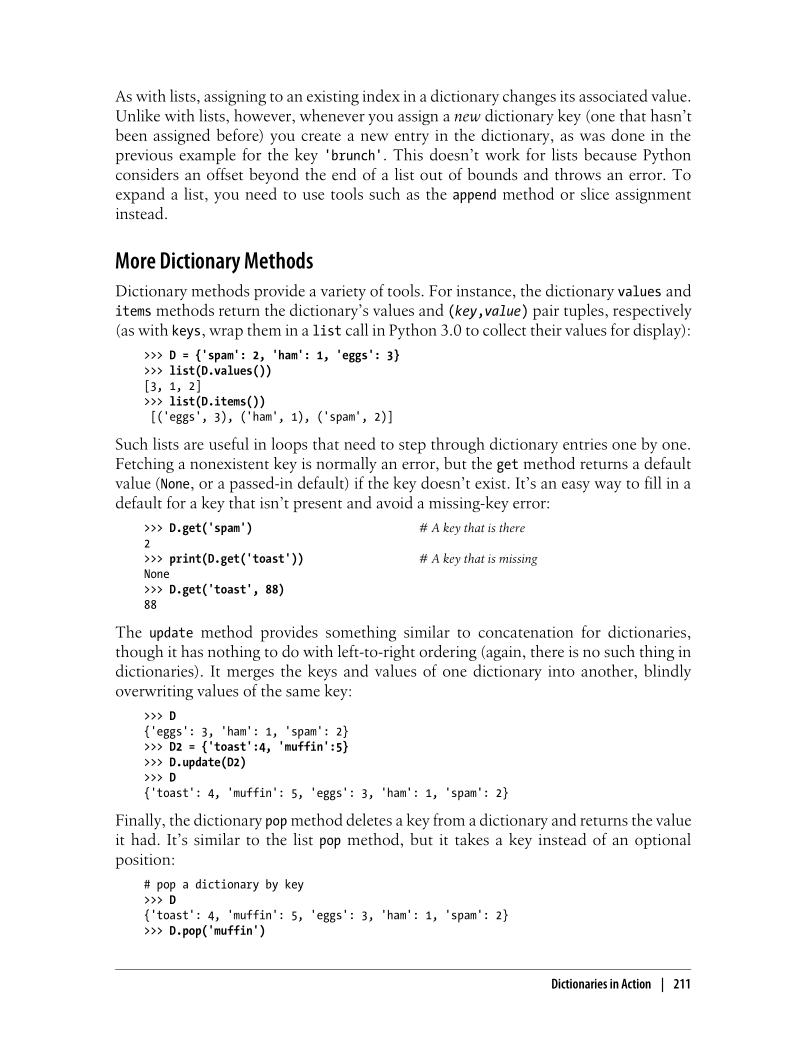 As with lists, assigning to an existing index in a dictionary changes its associated value.
Unlike with lists, however, whenever you assign a new dictionary key (one that hasn't
been assigned before) you create a new entry in the dictionary, as was done in the
previous example for the key 'brunch'. This doesn't work for lists because Python
considers an offset beyond the end of a list out of bounds and throws an error. To
expand a list, you need to use tools such as the append method or slice assignment
instead.
More Dictionary Methods
Dictionary methods provide a variety of tools. For instance, the dictionary values and
items methods return the dictionary's values and (key,value) pair tuples, respectively
(as with keys, wrap them in a list call in Python 3.0 to collect their values for display):
>>> D = {'spam': 2, 'ham': 1, 'eggs': 3}
>>> list(D.values())
[3, 1, 2]
>>> list(D.items())
[('eggs', 3), ('ham', 1), ('spam', 2)]
Such lists are useful in loops that need to step through dictionary entries one by one.
Fetching a nonexistent key is normally an error, but the get method returns a default
value (None, or a passed-in default) if the key doesn't exist. It's an easy way to fill in a
default for a key that isn't present and avoid a missing-key error:
>>> D.get('spam') # A key that is there
2
>>> print(D.get('toast')) # A key that is missing
None
>>> D.get('toast', 88)
88
The update method provides something similar to concatenation for dictionaries,
though it has nothing to do with left-to-right ordering (again, there is no such thing in
dictionaries). It merges the keys and values of one dictionary into another, blindly
overwriting values of the same key:
>>> D
{'eggs': 3, 'ham': 1, 'spam': 2}
>>> D2 = {'toast':4, 'muffin':5}
>>> D.update(D2)
>>> D
{'toast': 4, 'muffin': 5, 'eggs': 3, 'ham': 1, 'spam': 2}
Finally, the dictionary pop method deletes a key from a dictionary and returns the value
it had. It's similar to the list pop method, but it takes a key instead of an optional
position:
# pop a dictionary by key
>>> D
{'toast': 4, 'muffin': 5, 'eggs': 3, 'ham': 1, 'spam': 2}
>>> D.pop('muffin')
Dictionaries in Action | 211